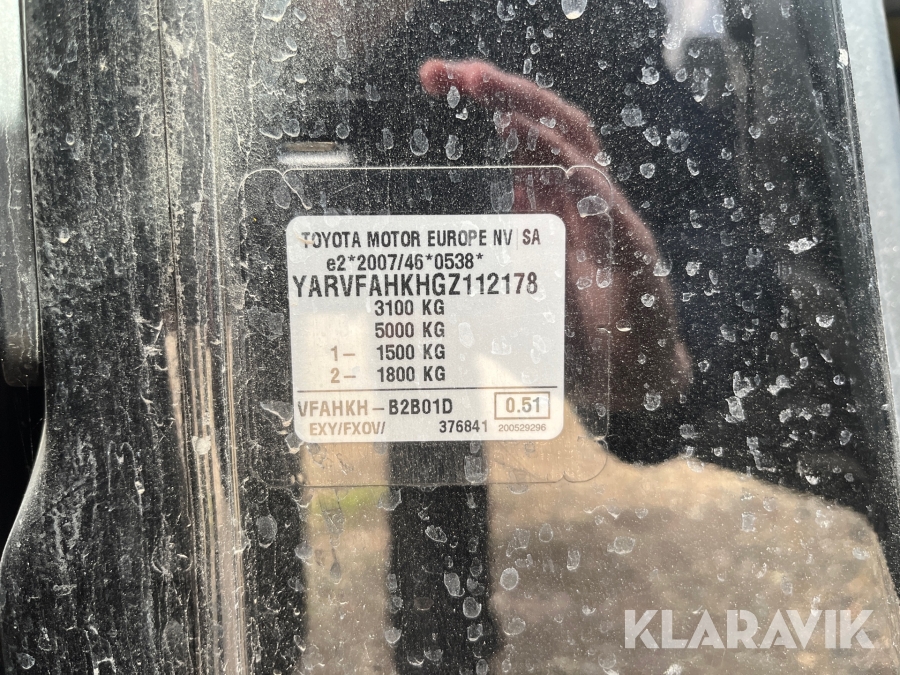 TOYOTA MOTOR EUROPE NV SA
e2*2007/46*0538*
YARVFAHKHGZ112178
3100 KG
5000 KG
1- 1500 KG
2- 1800 KG
VFAHKH-B2B01D 0.51
EXY/FXOV/ 376841 200529296
KLARAVIK